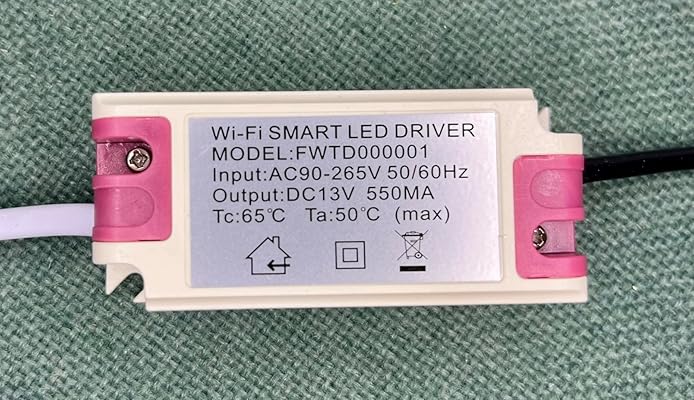 Wi-Fi SMART LED DRIVER
MODEL:FWTD000001
Input:AC90-265V 50/60Hz
Output:DC13V 550MA
Tc:65℃ Ta:50℃ (max)